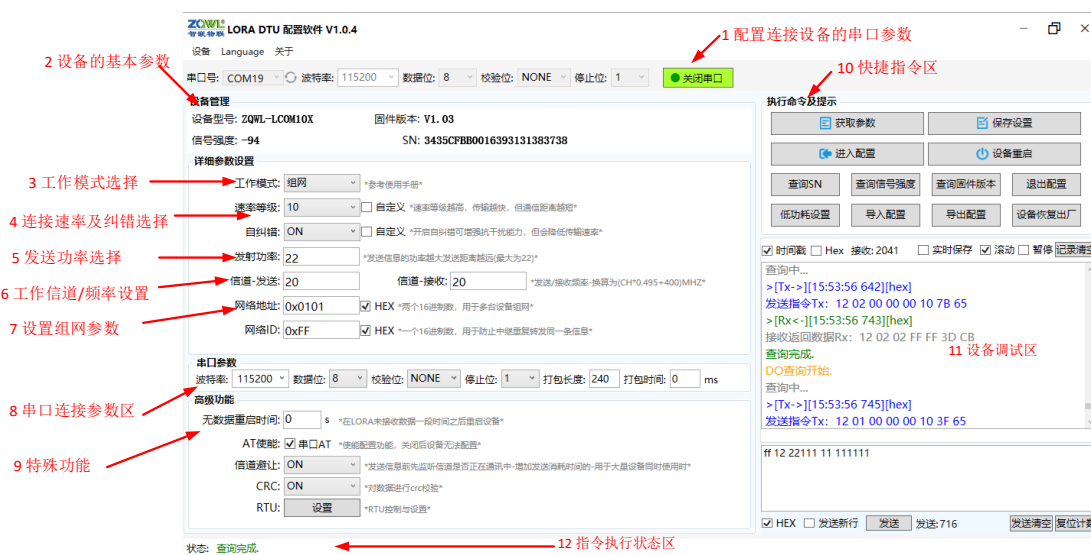 ZQWL 智嵌物联 LORA DTU 配置软件 V1.0.4
设备 Language 关于
1 配置连接设备的串口参数
2 设备的基本参数
串口号: COM19 波特率: 115200 数据位: 8 校验位: NONE 停止位: 1 关闭串口
10 快捷指令区
设备管理
设备型号: ZQWL-LCOM10X 固件版本: V1.03
信号强度: -94 SN: 3435CFBB0016393131383738
详细参数设置
3 工作模式选择
工作模式: 组网 *参考使用手册*
4 连接速率及纠错选择
速率等级: 10 自定义 *速率等级越高，传输越快，但通信距离越短*
自纠错: ON 自定义 *开启自纠错可增强抗干扰能力，但会降低传输速率*
5 发送功率选择
发射功率: 22 *发送信息的功率越大发送距离越远(最大为22)*
6 工作信道/频率设置
信道-发送: 20 信道-接收: 20 *发送/接收频率-换算为(CH*0.495+400)MHZ*
7 设置组网参数
网络地址: 0x0101 HEX *两个16进制数，用于多台设备组网*
网络ID: 0xFF HEX *一个16进制数，用于防止中继重复转发同一条信息*
串口参数
波特率: 115200 数据位: 8 校验位: NONE 停止位: 1 打包长度: 240 打包时间: 0 ms
8 串口连接参数区
高级功能
无数据重启时间: 0 s *在LORA未接收数据一段时间之后重启设备*
AT使能: 串口AT *使能配置功能，关闭后设备无法配置*
9 特殊功能
信道避让: ON *发送信息前先监听信道是否正在通讯中-增加发送消耗时间的-用于大量设备同时使用时*
CRC: ON *对数据进行crc校验*
RTU: 设置 *RTU控制与设置*
状态: 查询完成.
12 指令执行状态区
执行命令及提示
获取参数 保存设置
进入配置 设备重启
查询SN 查询信号强度 查询固件版本 退出配置
低功耗设置 导入配置 导出配置 设备恢复出厂
时间戳 Hex 接收: 2041 实时保存 滚动 暂停 记录清空
查询中...
>[Tx->][15:53:56 642][hex]
发送指令Tx: 12 02 00 00 00 10 7B 65
>[Rx<-][15:53:56 743][hex]
接收返回数据Rx: 12 02 02 FF FF 3D CB
查询完成.
11 设备调试区
DO查询开始.
查询中...
>[Tx->][15:53:56 745][hex]
发送指令Tx: 12 01 00 00 00 10 3F 65
ff 12 22111 11 111111
HEX 发送新行 发送 发送: 716 发送清空 复位计数